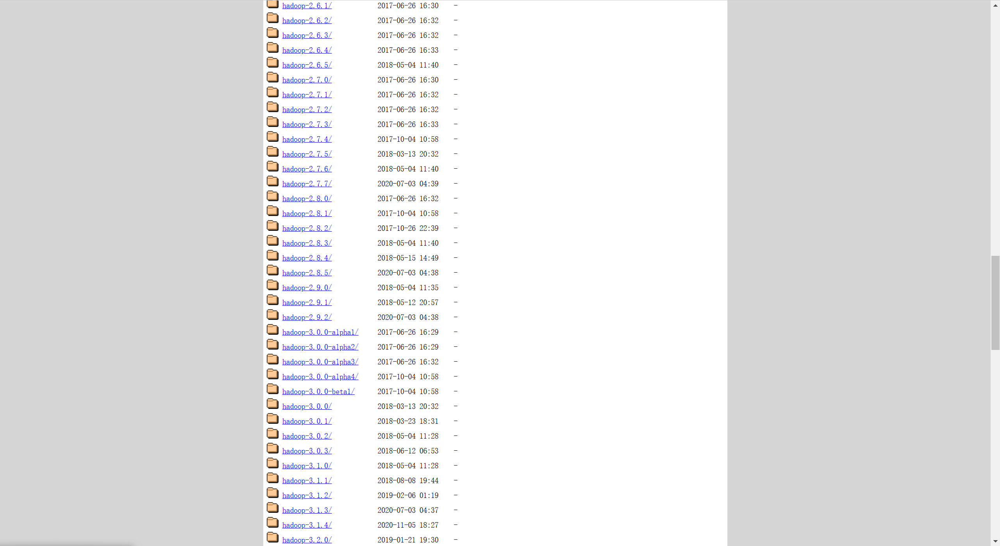 hadoop-2.6.1/ 2017-06-26 16:30 -
hadoop-2.6.2/ 2017-06-26 16:32 -
hadoop-2.6.3/ 2017-06-26 16:32 -
hadoop-2.6.4/ 2017-06-26 16:33 -
hadoop-2.6.5/ 2018-05-04 11:40 -
hadoop-2.7.0/ 2017-06-26 16:30 -
hadoop-2.7.1/ 2017-06-26 16:32 -
hadoop-2.7.2/ 2017-06-26 16:32 -
hadoop-2.7.3/ 2017-06-26 16:33 -
hadoop-2.7.4/ 2017-10-04 10:58 -
hadoop-2.7.5/ 2018-03-13 20:32 -
hadoop-2.7.6/ 2018-05-04 11:40 -
hadoop-2.7.7/ 2020-07-03 04:39 -
hadoop-2.8.0/ 2017-06-26 16:32 -
hadoop-2.8.1/ 2017-10-04 10:58 -
hadoop-2.8.2/ 2017-10-26 22:39 -
hadoop-2.8.3/ 2018-05-04 11:40 -
hadoop-2.8.4/ 2018-05-15 14:49 -
hadoop-2.8.5/ 2020-07-03 04:38 -
hadoop-2.9.0/ 2018-05-04 11:35 -
hadoop-2.9.1/ 2018-05-12 20:57 -
hadoop-2.9.2/ 2020-07-03 04:38 -
hadoop-3.0.0-alpha1/ 2017-06-26 16:29 -
hadoop-3.0.0-alpha2/ 2017-06-26 16:29 -
hadoop-3.0.0-alpha3/ 2017-06-26 16:32 -
hadoop-3.0.0-alpha4/ 2017-10-04 10:58 -
hadoop-3.0.0-beta1/ 2017-10-04 10:58 -
hadoop-3.0.0/ 2018-03-13 20:32 -
hadoop-3.0.1/ 2018-03-23 18:31 -
hadoop-3.0.2/ 2018-05-04 11:28 -
hadoop-3.0.3/ 2018-06-12 06:53 -
hadoop-3.1.0/ 2018-05-04 11:28 -
hadoop-3.1.1/ 2018-08-08 19:44 -
hadoop-3.1.2/ 2019-02-06 01:19 -
hadoop-3.1.3/ 2020-07-03 04:37 -
hadoop-3.1.4/ 2020-11-05 18:27 -
hadoop-3.2.0/ 2019-01-21 19:30 -